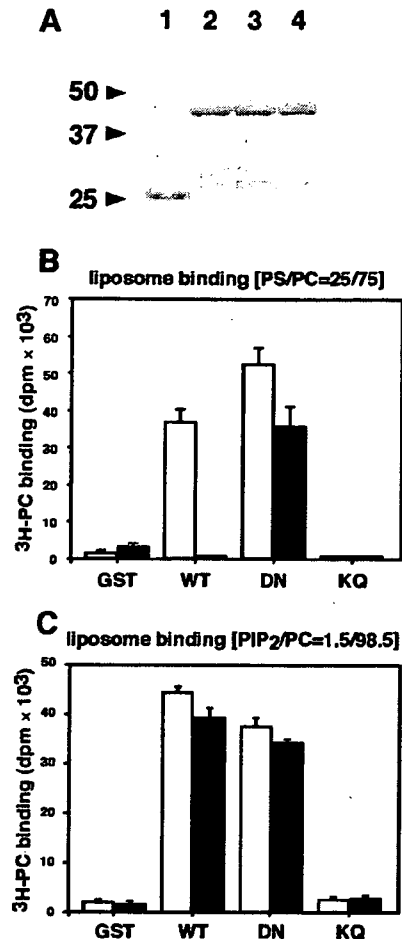 A 1 2 3 4
50
37
25
B
liposome binding [PS/PC=25/75]
70
60
50
40
30
20
10
0
3H-PC binding (dpm × 103)
GST WT DN KQ
C
liposome binding [PIP2/PC=1.5/98.5]
50
40
30
20
10
0
3H-PC binding (dpm × 103)
GST WT DN KQ